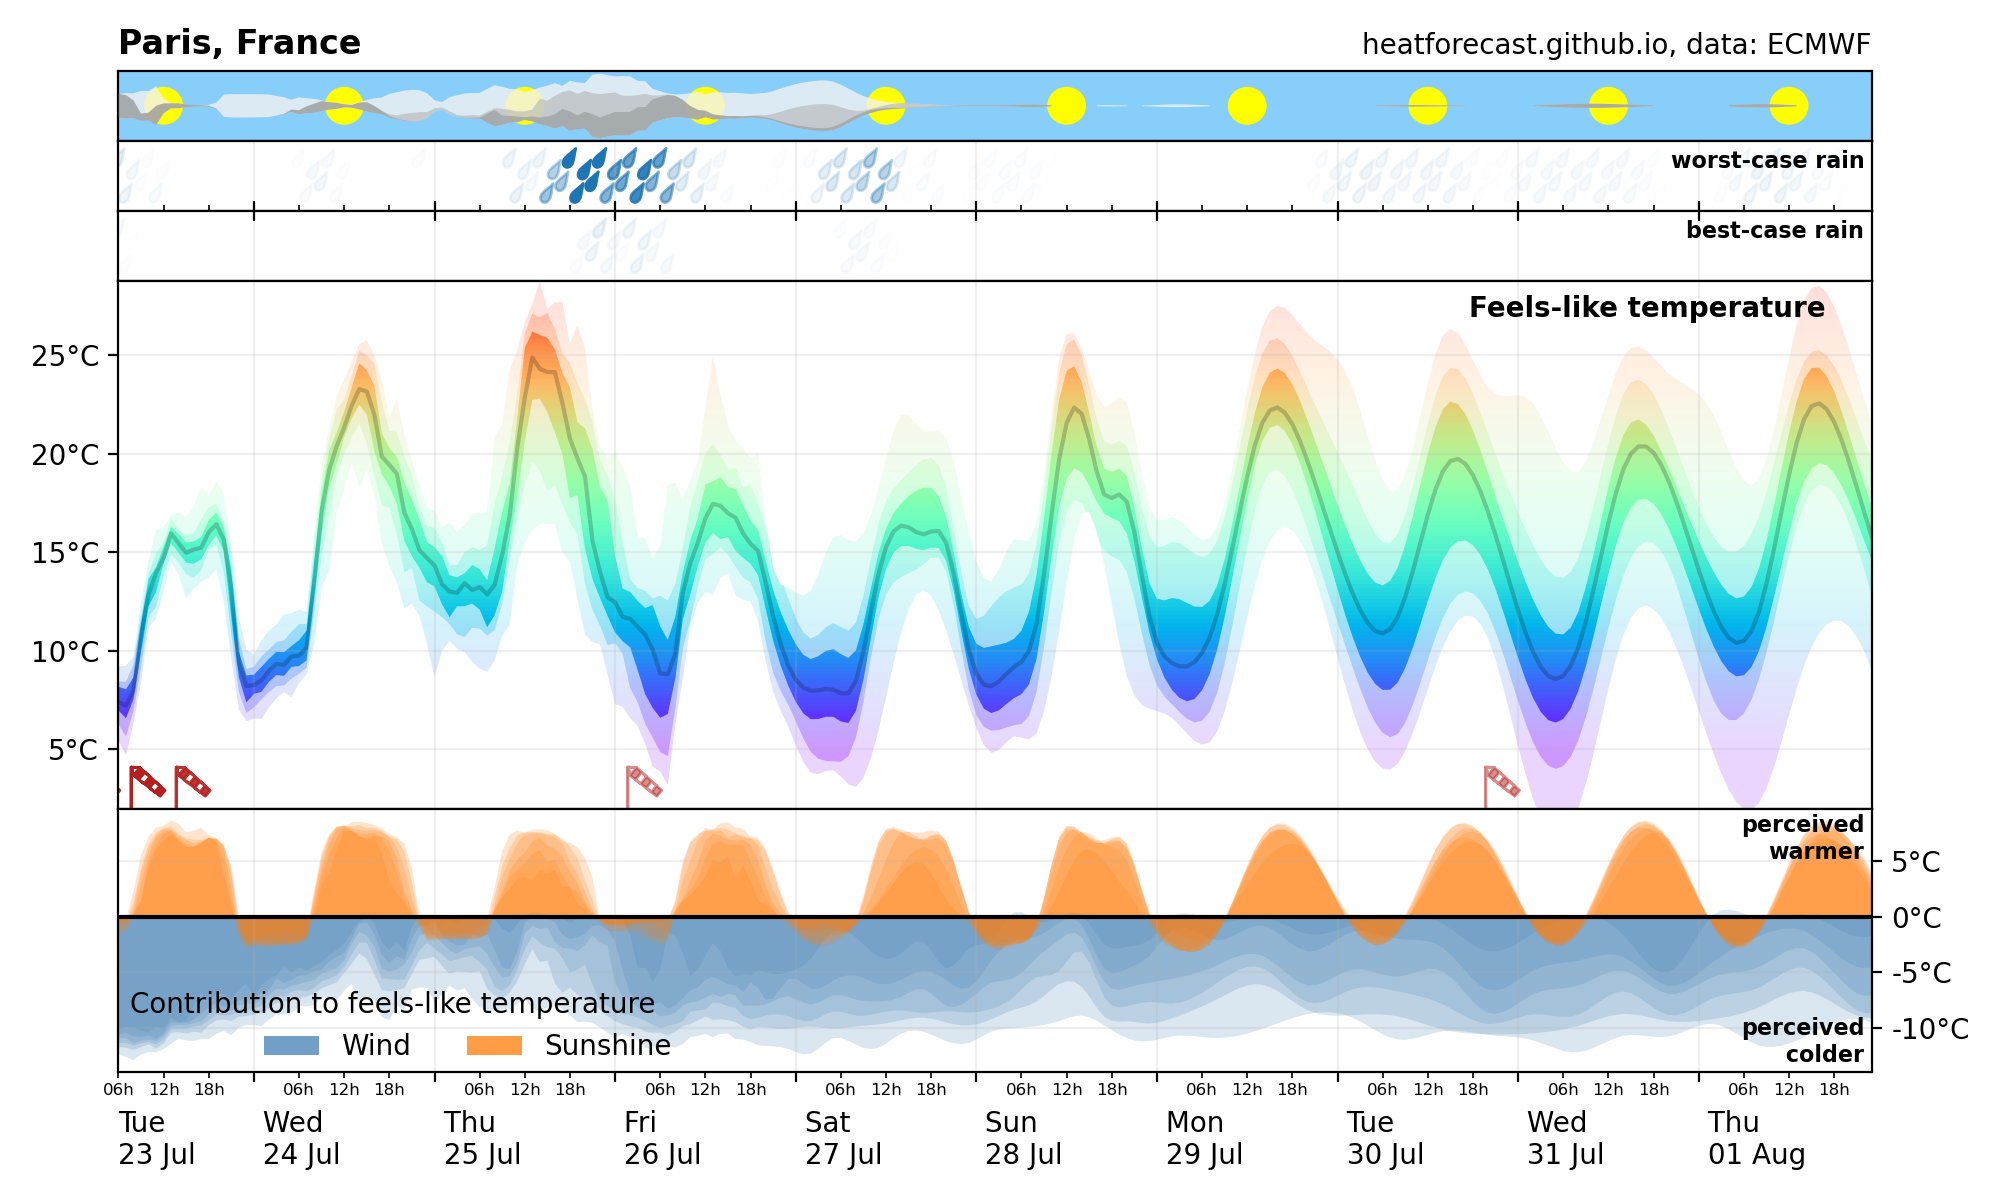 Paris, France
heatforecast.github.io, data: ECMWF
worst-case rain
best-case rain
Feels-like temperature
25°C
20°C
15°C
10°C
5°C
perceived
warmer
5°C
0°C
-5°C
-10°C
perceived
colder
Contribution to feels-like temperature
Wind Sunshine
06h 12h 18h 06h 12h 18h 06h 12h 18h 06h 12h 18h 06h 12h 18h 06h 12h 18h 06h 12h 18h 06h 12h 18h 06h 12h 18h 06h 12h 18h
Tue Wed Thu Fri Sat Sun Mon Tue Wed Thu
23 Jul 24 Jul 25 Jul 26 Jul 27 Jul 28 Jul 29 Jul 30 Jul 31 Jul 01 Aug